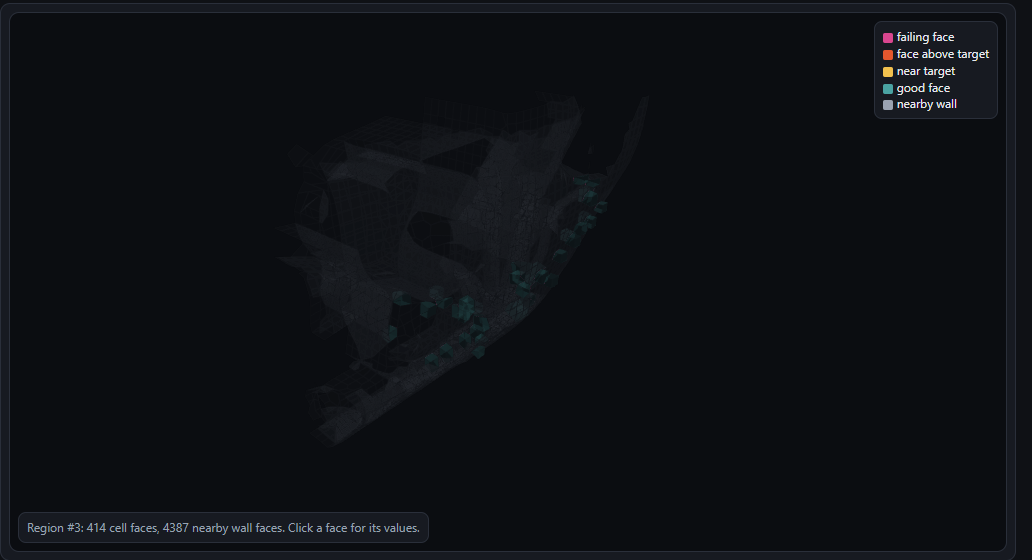 failing face
face above target
near target
good face
nearby wall
Region #3: 414 cell faces, 4387 nearby wall faces. Click a face for its values.